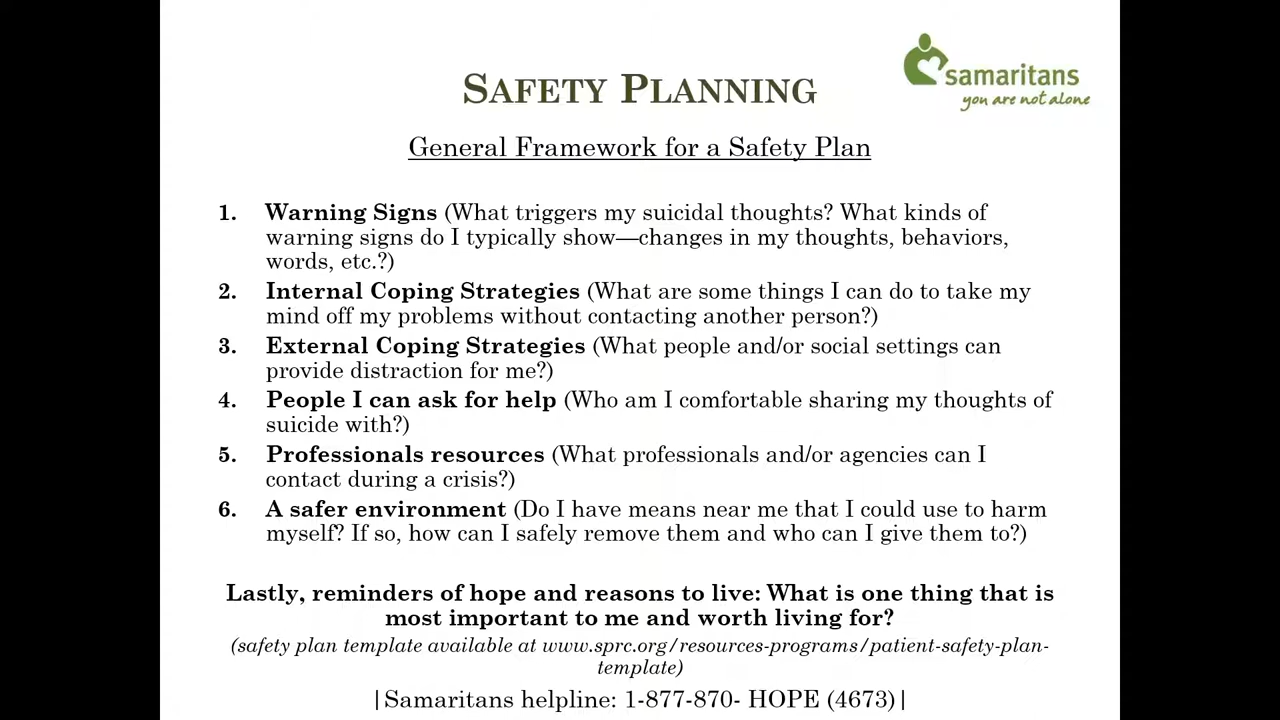 samaritans
you are not alone
SAFETY PLANNING
General Framework for a Safety Plan
1. Warning Signs (What triggers my suicidal thoughts? What kinds of
warning signs do I typically show—changes in my thoughts, behaviors,
words, etc.?)
2. Internal Coping Strategies (What are some things I can do to take my
mind off my problems without contacting another person?)
3. External Coping Strategies (What people and/or social settings can
provide distraction for me?)
4. People I can ask for help (Who am I comfortable sharing my thoughts of
suicide with?)
5. Professionals resources (What professionals and/or agencies can I
contact during a crisis?)
6. A safer environment (Do I have means near me that I could use to harm
myself? If so, how can I safely remove them and who can I give them to?)
Lastly, reminders of hope and reasons to live: What is one thing that is
most important to me and worth living for?
(safety plan template available at www.sprc.org/resources-programs/patient-safety-plan-
template)
|Samaritans helpline: 1-877-870- HOPE (4673)|